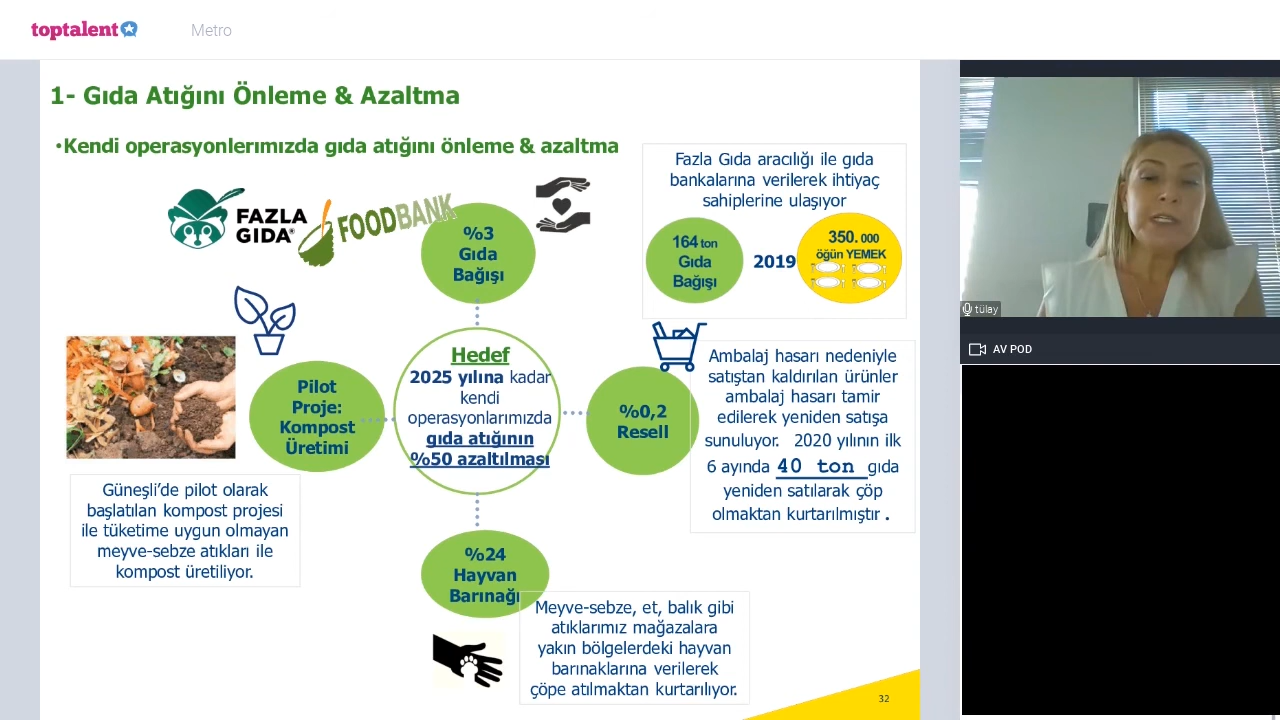 toptalent
Metro
1- Gıda Atığını Önleme & Azaltma
•Kendi operasyonlerımızda gıda atığını önleme & azaltma
FAZLA
GIDA®
FOODBANK
%3
Gıda
Bağışı
Fazla Gıda aracılığı ile gıda
bankalarına verilerek ihtiyaç
sahiplerine ulaşıyor
164 ton
Gıda
Bağışı
2019
350. 000
öğün YEMEK
Pilot
Proje:
Kompost
Üretimi
Hedef
2025 yılına kadar
kendi
operasyonlarımızda
gıda atığının
%50 azaltılması
%0,2
Resell
Ambalaj hasarı nedeniyle
satıştan kaldırılan ürünler
ambalaj hasarı tamir
edilerek yeniden satışa
sunuluyor. 2020 yılının ilk
6 ayında 40 ton gıda
yeniden satılarak çöp
olmaktan kurtarılmıştır .
Güneşli’de pilot olarak
başlatılan kompost projesi
ile tüketime uygun olmayan
meyve-sebze atıkları ile
kompost üretiliyor.
%24
Hayvan
Barınağı
Meyve-sebze, et, balık gibi
atıklarımız mağazalara
yakın bölgelerdeki hayvan
barınaklarına verilerek
çöpe atılmaktan kurtarılıyor.
32
tülay
AV POD